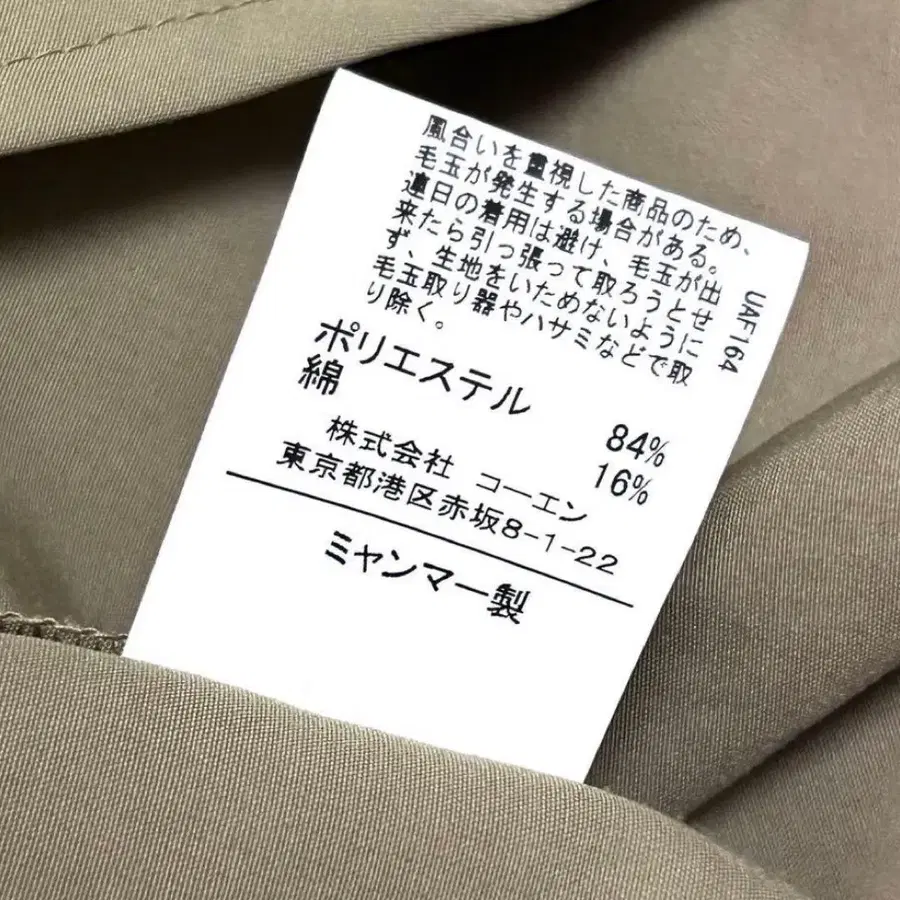 風合いを重視した商品のため、
毛玉が発生する場合がある。
連日の着用は避け、毛玉が出
来たら引っ張って取ろうとせ
ず、生地をいためないように
毛玉取り器やハサミなどで取
り除く。
UAF164
ポリエステル 84%
綿 16%
株式会社 コーエン
東京都港区赤坂8-1-22
ミャンマー製